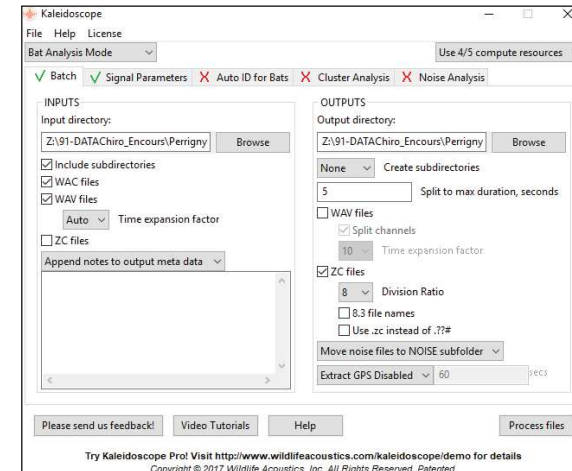 Kaleidoscope
File Help License
Bat Analysis Mode
Use 4/5 compute resources
Batch Signal Parameters Auto ID for Bats Cluster Analysis Noise Analysis
INPUTS
Input directory:
Z:\91-DATAChiro_Encours\Perrigny
Browse
Include subdirectories
WAC files
WAV files
Auto Time expansion factor
ZC files
Append notes to output meta data
OUTPUTS
Output directory:
Z:\91-DATAChiro_Encours\Perrigny
Browse
None Create subdirectories
5 Split to max duration, seconds
WAV files
Split channels
10 Time expansion factor
ZC files
8 Division Ratio
8.3 file names
Use .zc instead of .??#
Move noise files to NOISE subfolder
Extract GPS Disabled 60 secs
Please send us feedback! Video Tutorials Help Process files
Try Kaleidoscope Pro! Visit http://www.wildlifeacoustics.com/kaleidoscope/demo for details
Copyright © 2017 Wildlife Acoustics, Inc. All Rights Reserved. Patented.